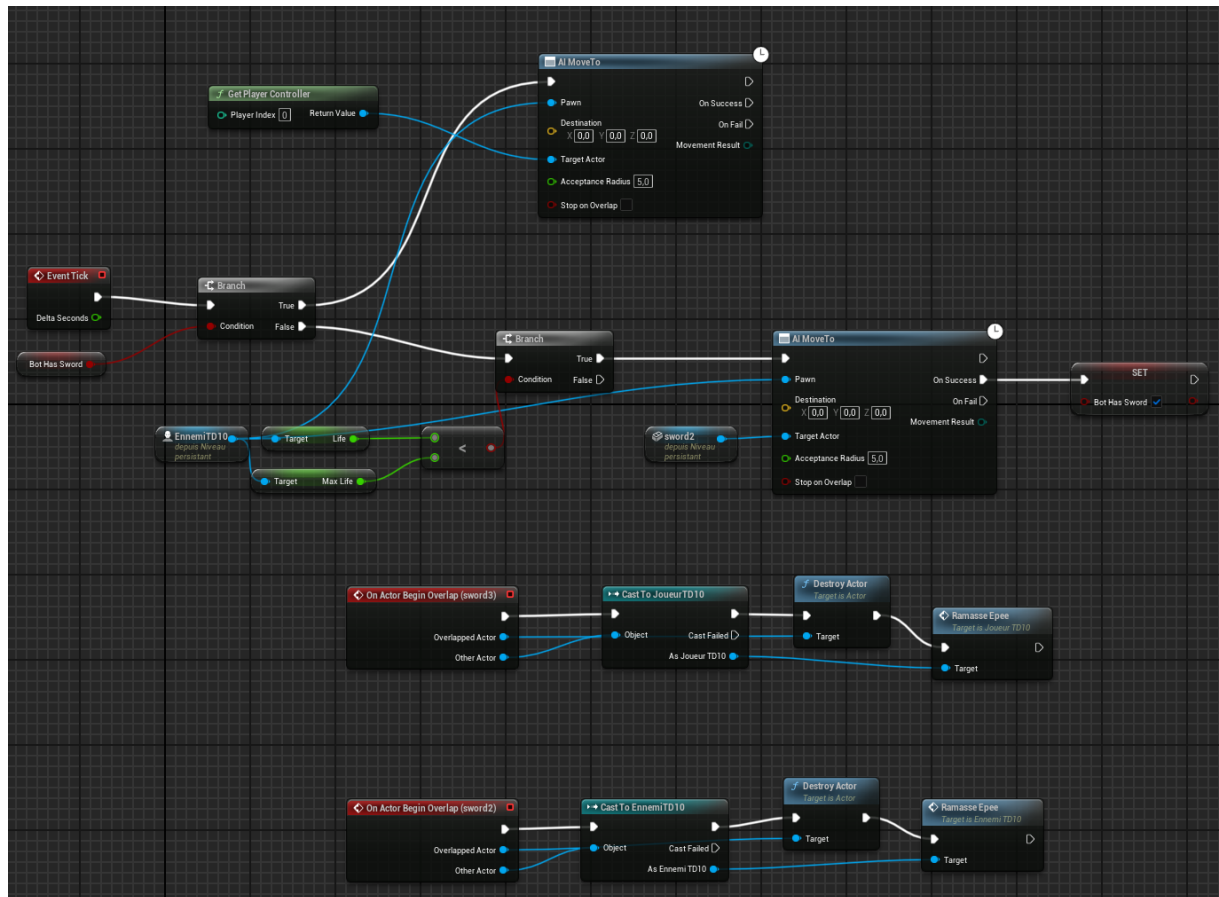 AI MoveTo
Get Player Controller
Player Index 0 Return Value
Pawn On Success
Destination On Fail
X 0,0 Y 0,0 Z 0,0
Movement Result
Target Actor
Acceptance Radius 5,0
Stop on Overlap
Event Tick
Delta Seconds
Bot Has Sword
Branch
True
Condition False
Branch
True
Condition False
AI MoveTo
Pawn On Success
Destination On Fail
X 0,0 Y 0,0 Z 0,0
Movement Result
Target Actor
Acceptance Radius 5,0
Stop on Overlap
SET
Bot Has Sword
EnnemiTD10
depuis Niveau
persistant
Target Life
Target Max Life
<
sword2
depuis Niveau
persistant
On Actor Begin Overlap (sword3)
Overlapped Actor
Other Actor
Cast To JoueurTD10
Object Cast Failed
As Joueur TD10
Destroy Actor
Target is Actor
Target
Ramasse Epee
Target is Joueur TD10
Target
On Actor Begin Overlap (sword2)
Overlapped Actor
Other Actor
Cast To EnnemiTD10
Object Cast Failed
As Ennemi TD10
Destroy Actor
Target is Actor
Target
Ramasse Epee
Target is Ennemi TD10
Target